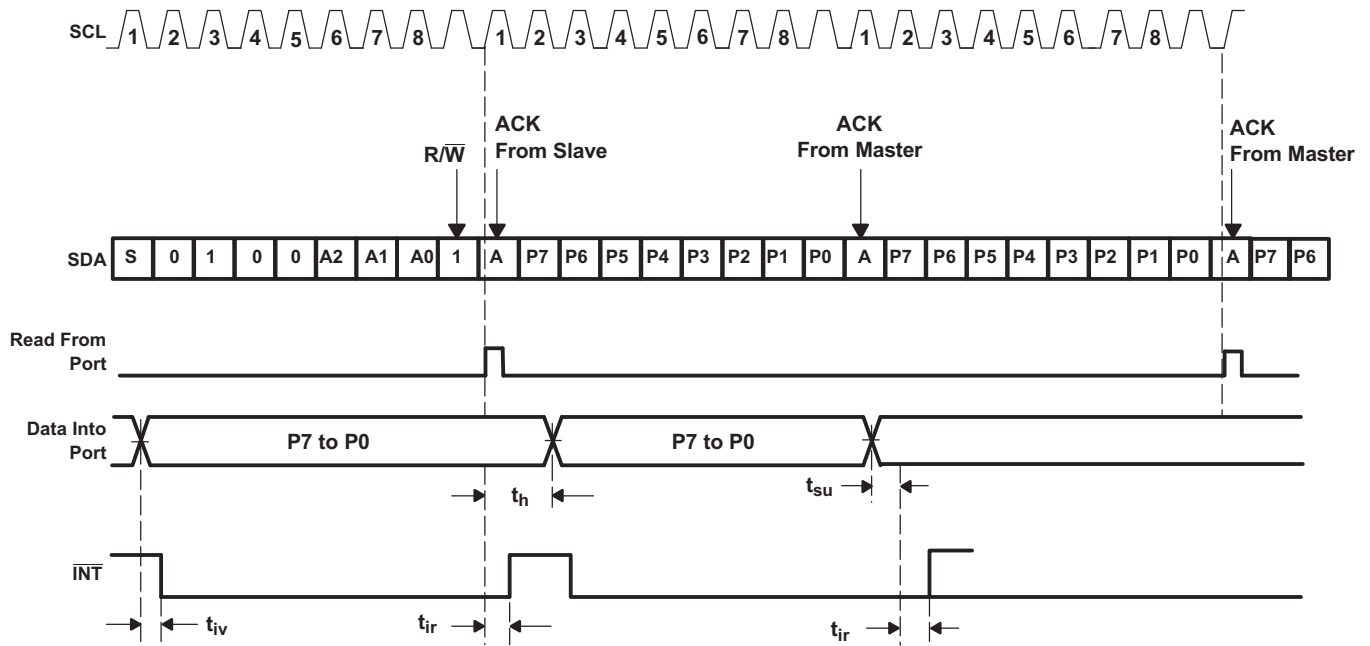 SCL 1 2 3 4 5 6 7 8 1 2 3 4 5 6 7 8 1 2 3 4 5 6 7 8
ACK From Slave
ACK From Master
ACK From Master
R/W̅
SDA S 0 1 0 0 A2 A1 A0 1 A P7 P6 P5 P4 P3 P2 P1 P0 A P7 P6 P5 P4 P3 P2 P1 P0 A P7 P6
Read From
Port
Data Into
Port
P7 to P0 P7 to P0
th tsu
I̅N̅T̅
tiv tir tir